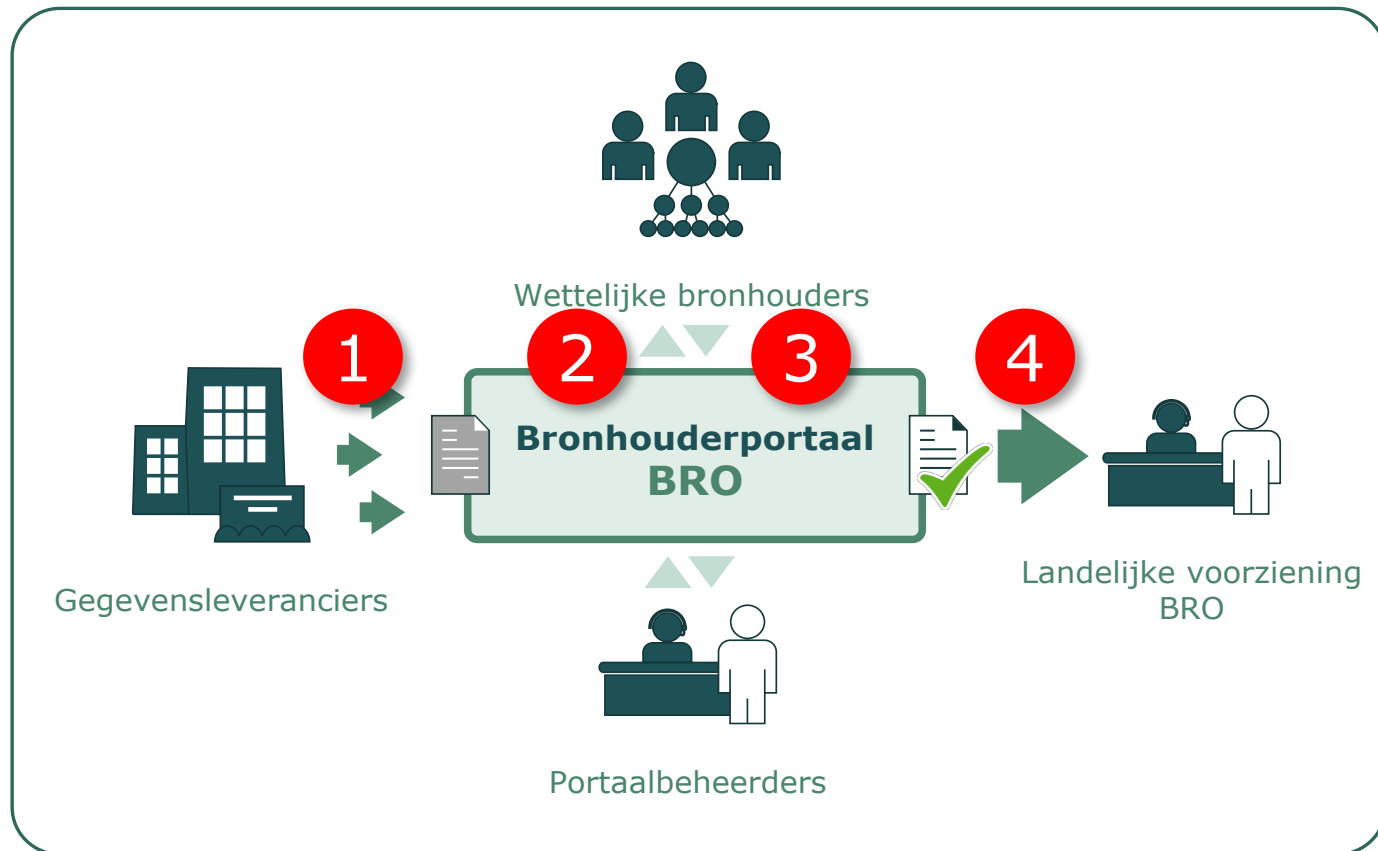 Wettelijke bronhouders
1
2
3
4
Bronhouderportaal
BRO
Gegevensleveranciers
Landelijke voorziening
BRO
Portaalbeheerders